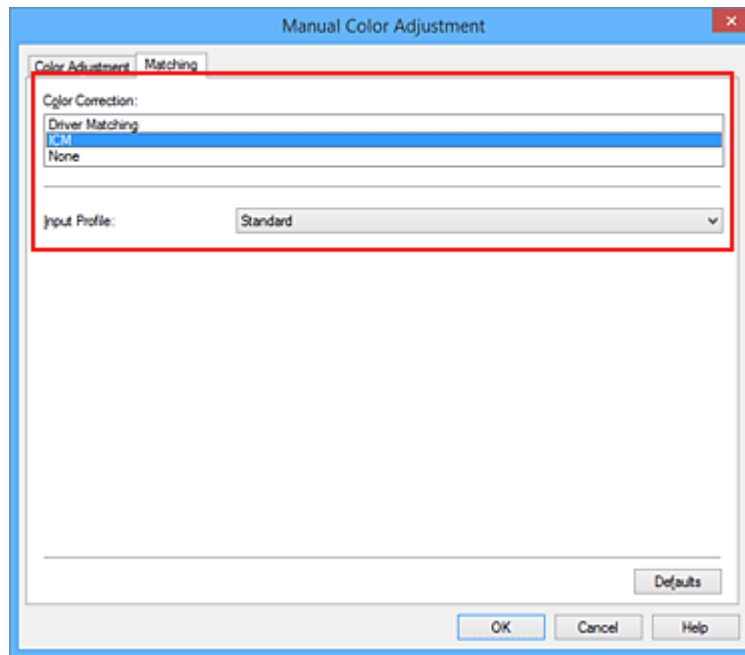 Manual Color Adjustment
Color Adjustment Matching
Color Correction:
Driver Matching
ICM
None
Input Profile: Standard
Defaults
OK Cancel Help